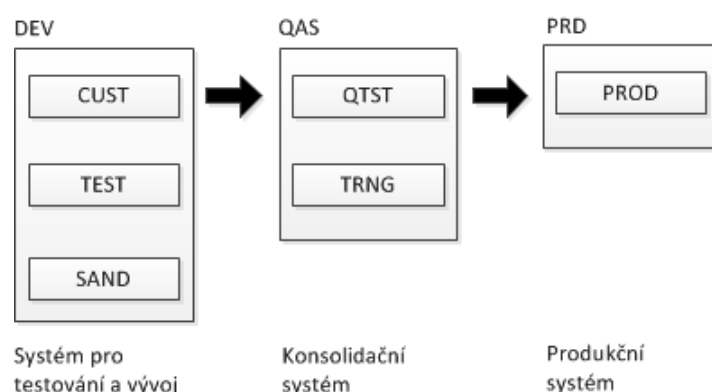 DEV
QAS
PRD
CUST
QTST
PROD
TEST
TRNG
SAND
Systém pro
testování a vývoj
Konsolidační
systém
Produkční
systém